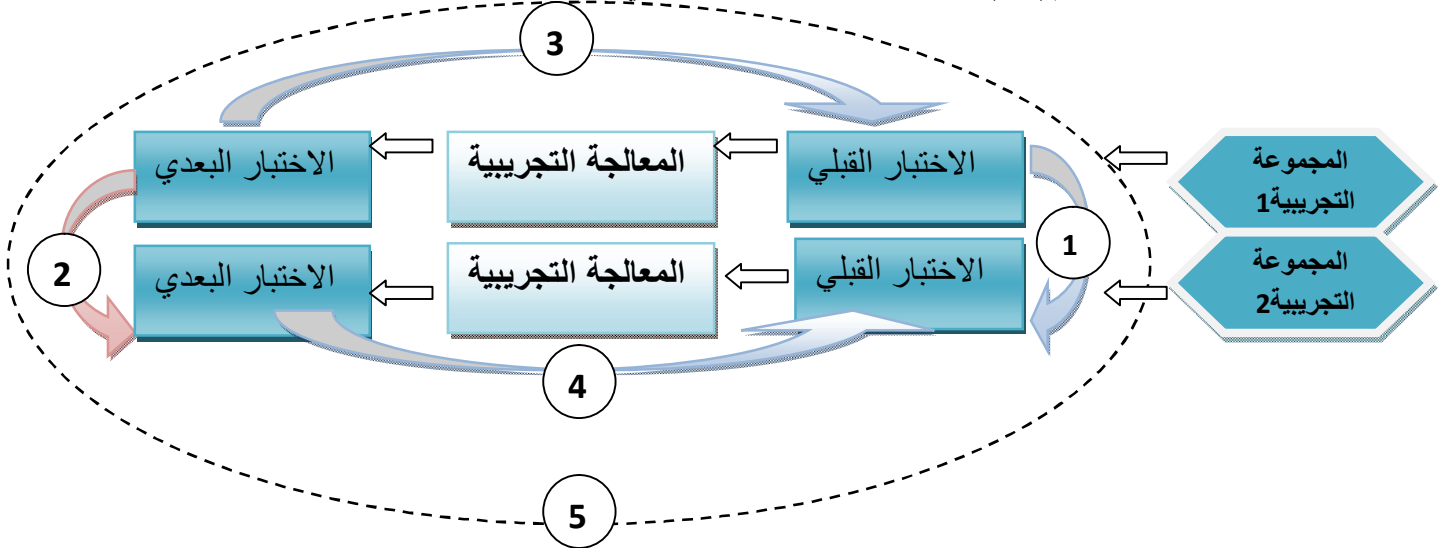 3
المجموعة
التجريبية1
الاختبار القبلي
المعالجة التجريبية
الاختبار البعدي
1
2
المجموعة
التجريبية2
الاختبار القبلي
المعالجة التجريبية
الاختبار البعدي
4
5